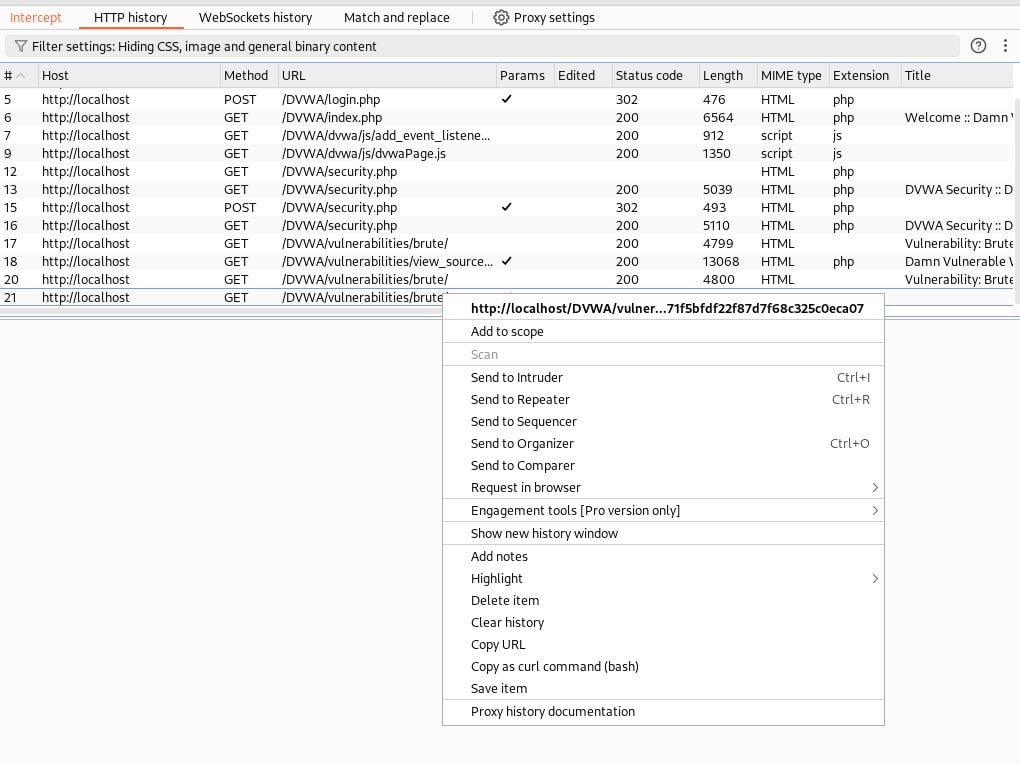 Intercept HTTP history WebSockets history Match and replace Proxy settings
Filter settings: Hiding CSS, image and general binary content
# Host Method URL Params Edited Status code Length MIME type Extension Title
5 http://localhost POST /DVWA/login.php ✓ 302 476 HTML php
6 http://localhost GET /DVWA/index.php 200 6564 HTML php Welcome :: Damn
7 http://localhost GET /DVWA/dvwa/js/add_event_listene... 200 912 script js
9 http://localhost GET /DVWA/dvwa/js/dvwaPage.js 200 1350 script js
12 http://localhost GET /DVWA/security.php HTML php
13 http://localhost GET /DVWA/security.php 200 5039 HTML php DVWA Security :: D
15 http://localhost POST /DVWA/security.php ✓ 302 493 HTML php
16 http://localhost GET /DVWA/security.php 200 5110 HTML php DVWA Security :: D
17 http://localhost GET /DVWA/vulnerabilities/brute/ 200 4799 HTML Vulnerability: Brute
18 http://localhost GET /DVWA/vulnerabilities/view_source... ✓ 200 13068 HTML php Damn Vulnerable
20 http://localhost GET /DVWA/vulnerabilities/brute/ 200 4800 HTML Vulnerability: Brute
21 http://localhost GET /DVWA/vulnerabilities/brute
http://localhost/DVWA/vulner...71f5bfdf22f87d7f68c325c0eca07
Add to scope
Scan
Send to Intruder Ctrl+I
Send to Repeater Ctrl+R
Send to Sequencer
Send to Organizer Ctrl+O
Send to Comparer
Request in browser
Engagement tools [Pro version only]
Show new history window
Add notes
Highlight
Delete item
Clear history
Copy URL
Copy as curl command (bash)
Save item
Proxy history documentation